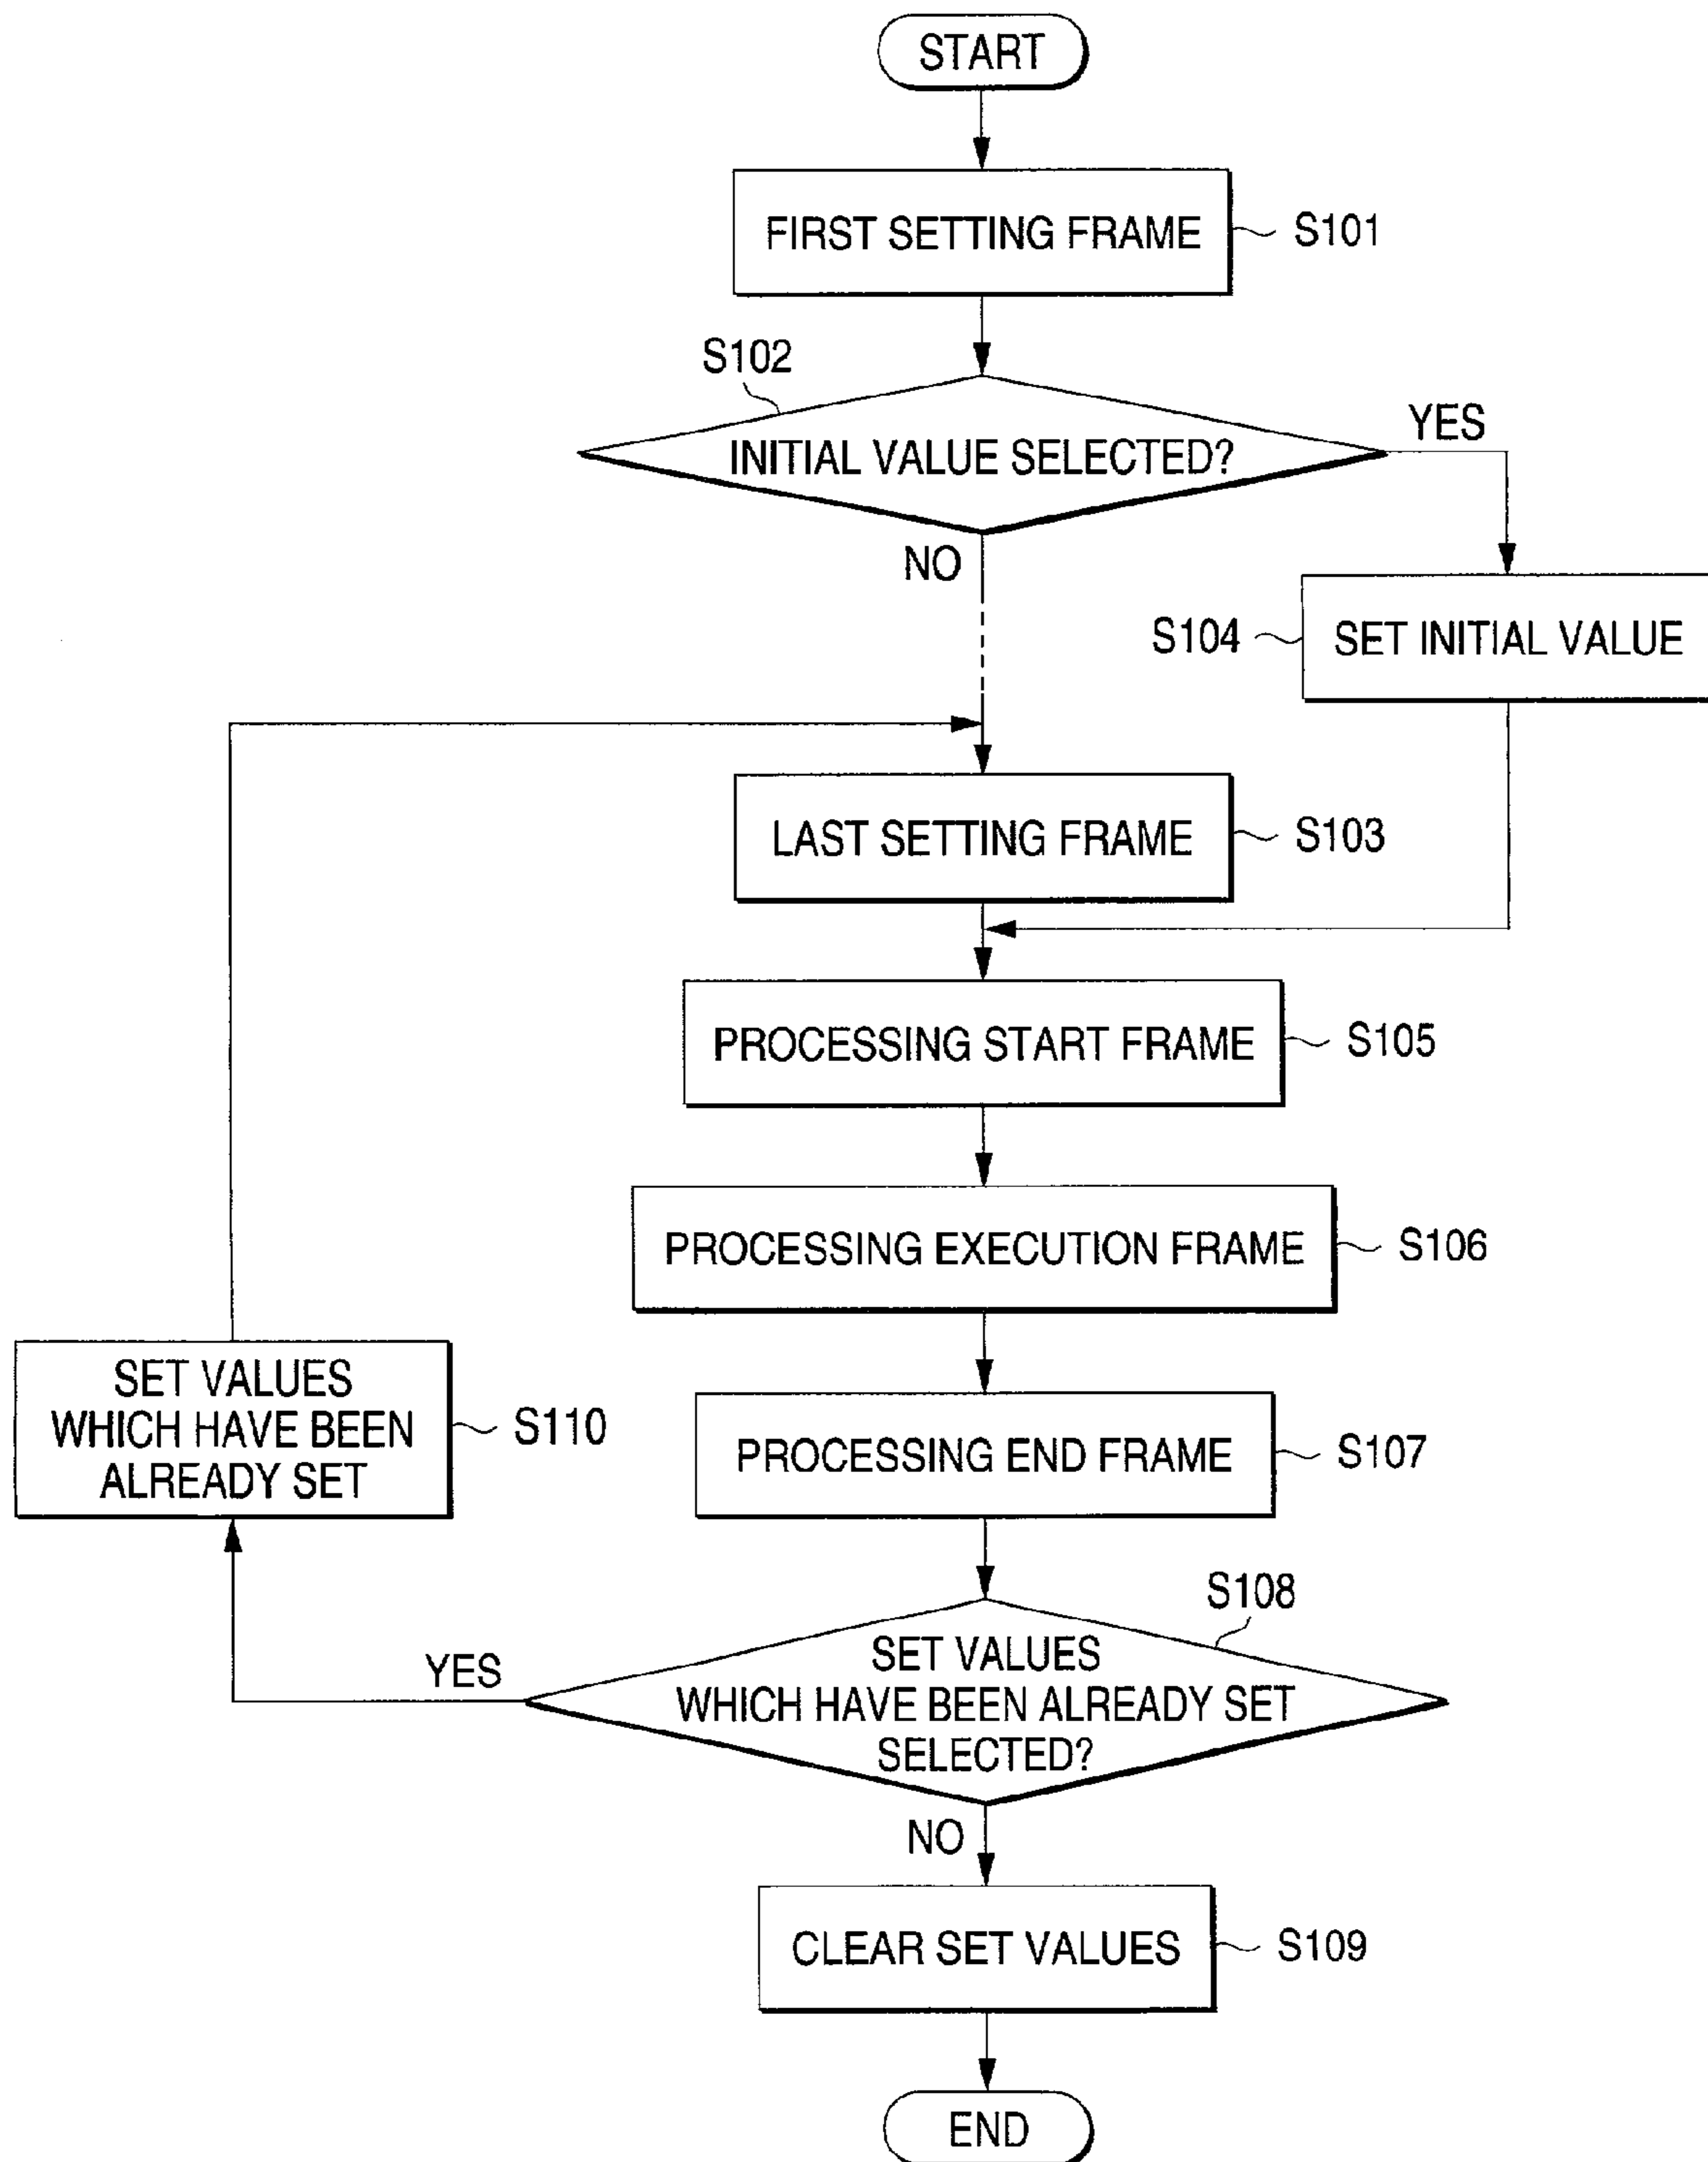 START
FIRST SETTING FRAME
S101
S102
INITIAL VALUE SELECTED?
YES
NO
S104
SET INITIAL VALUE
LAST SETTING FRAME
S103
PROCESSING START FRAME
S105
PROCESSING EXECUTION FRAME
S106
SET VALUES
WHICH HAVE BEEN
ALREADY SET
S110
PROCESSING END FRAME
S107
S108
YES
SET VALUES
WHICH HAVE BEEN ALREADY SET
SELECTED?
NO
CLEAR SET VALUES
S109
END